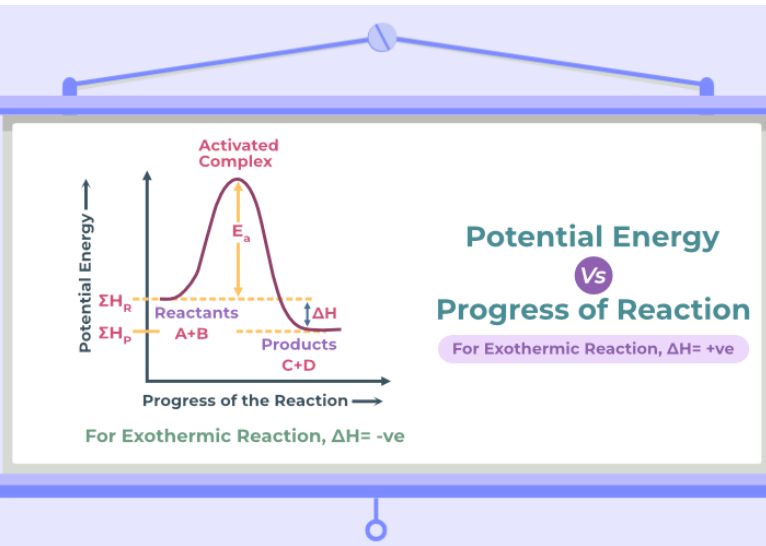 Activated
Complex
Potential Energy
Ea
ΣHR
Reactants
ΔH
A+B
ΣHP
Products
C+D
Progress of the Reaction
For Exothermic Reaction, ΔH= -ve
Potential Energy
Vs
Progress of Reaction
For Exothermic Reaction, ΔH= +ve